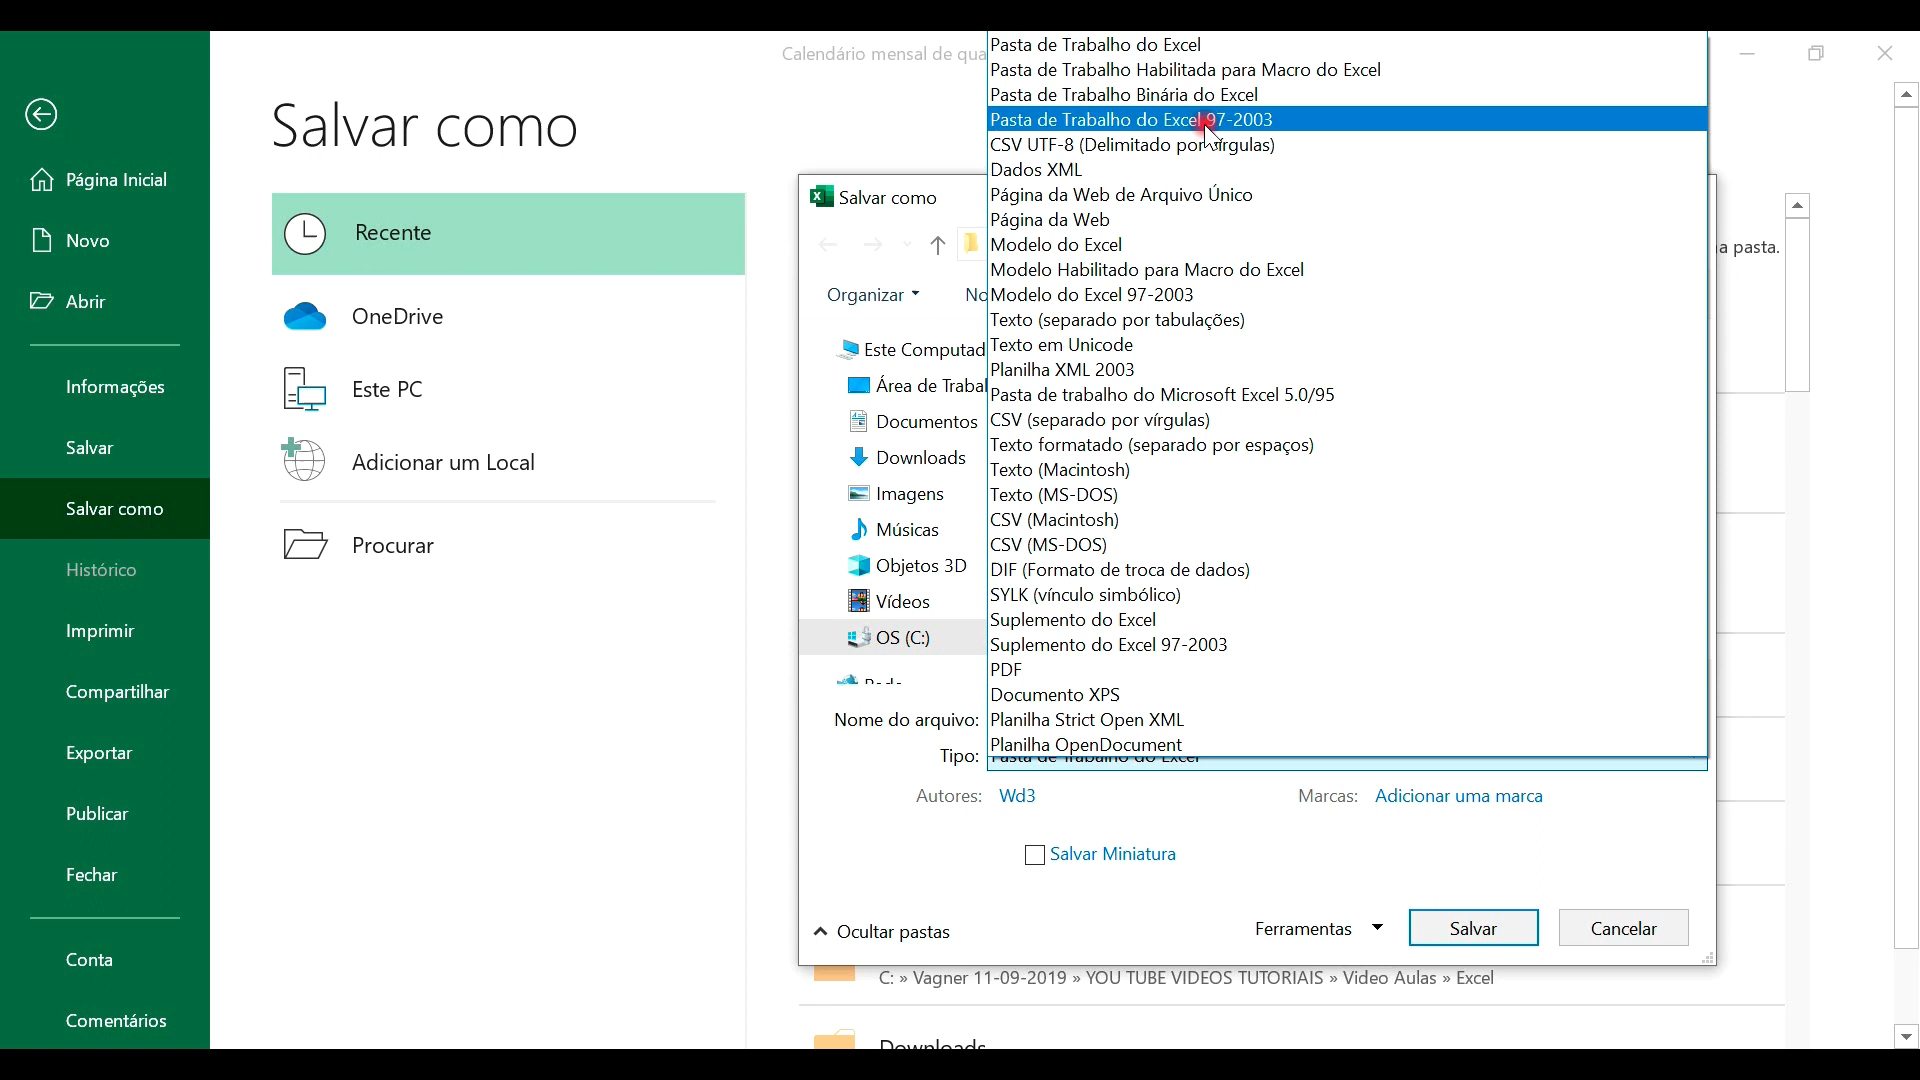 Calendário mensal de qua
Salvar como
Página Inicial
Novo
Abrir
Informações
Salvar
Salvar como
Histórico
Imprimir
Compartilhar
Exportar
Publicar
Fechar
Conta
Comentários
Recente
OneDrive
Este PC
Adicionar um Local
Procurar
a pasta.
Salvar como
Organizar
No
Este Computad
Área de Trabal
Documentos
Downloads
Imagens
Músicas
Objetos 3D
Vídeos
OS (C:)
Pasta de Trabalho do Excel
Pasta de Trabalho Habilitada para Macro do Excel
Pasta de Trabalho Binária do Excel
Pasta de Trabalho do Excel 97-2003
CSV UTF-8 (Delimitado por vírgulas)
Dados XML
Página da Web de Arquivo Único
Página da Web
Modelo do Excel
Modelo Habilitado para Macro do Excel
Modelo do Excel 97-2003
Texto (separado por tabulações)
Texto em Unicode
Planilha XML 2003
Pasta de trabalho do Microsoft Excel 5.0/95
CSV (separado por vírgulas)
Texto formatado (separado por espaços)
Texto (Macintosh)
Texto (MS-DOS)
CSV (Macintosh)
CSV (MS-DOS)
DIF (Formato de troca de dados)
SYLK (vínculo simbólico)
Suplemento do Excel
Suplemento do Excel 97-2003
PDF
Documento XPS
Planilha Strict Open XML
Planilha OpenDocument
Nome do arquivo:
Tipo: Pasta de Trabalho do Excel
Autores: Wd3
Marcas: Adicionar uma marca
Salvar Miniatura
Ocultar pastas
Ferramentas
Salvar
Cancelar
C: » Vagner 11-09-2019 » YOU TUBE VIDEOS TUTORIAIS » Video Aulas » Excel
Downloads